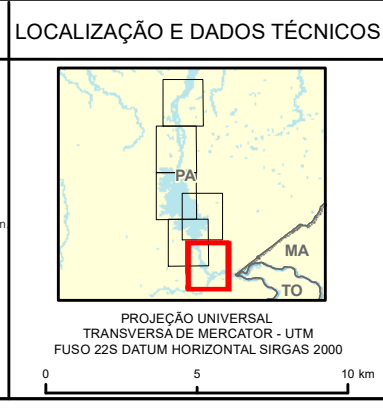 LOCALIZAÇÃO E DADOS TÉCNICOS
PA
MA
TO
m
PROJEÇÃO UNIVERSAL
TRANSVERSA DE MERCATOR - UTM
FUSO 22S DATUM HORIZONTAL SIRGAS 2000
0 5 10 km